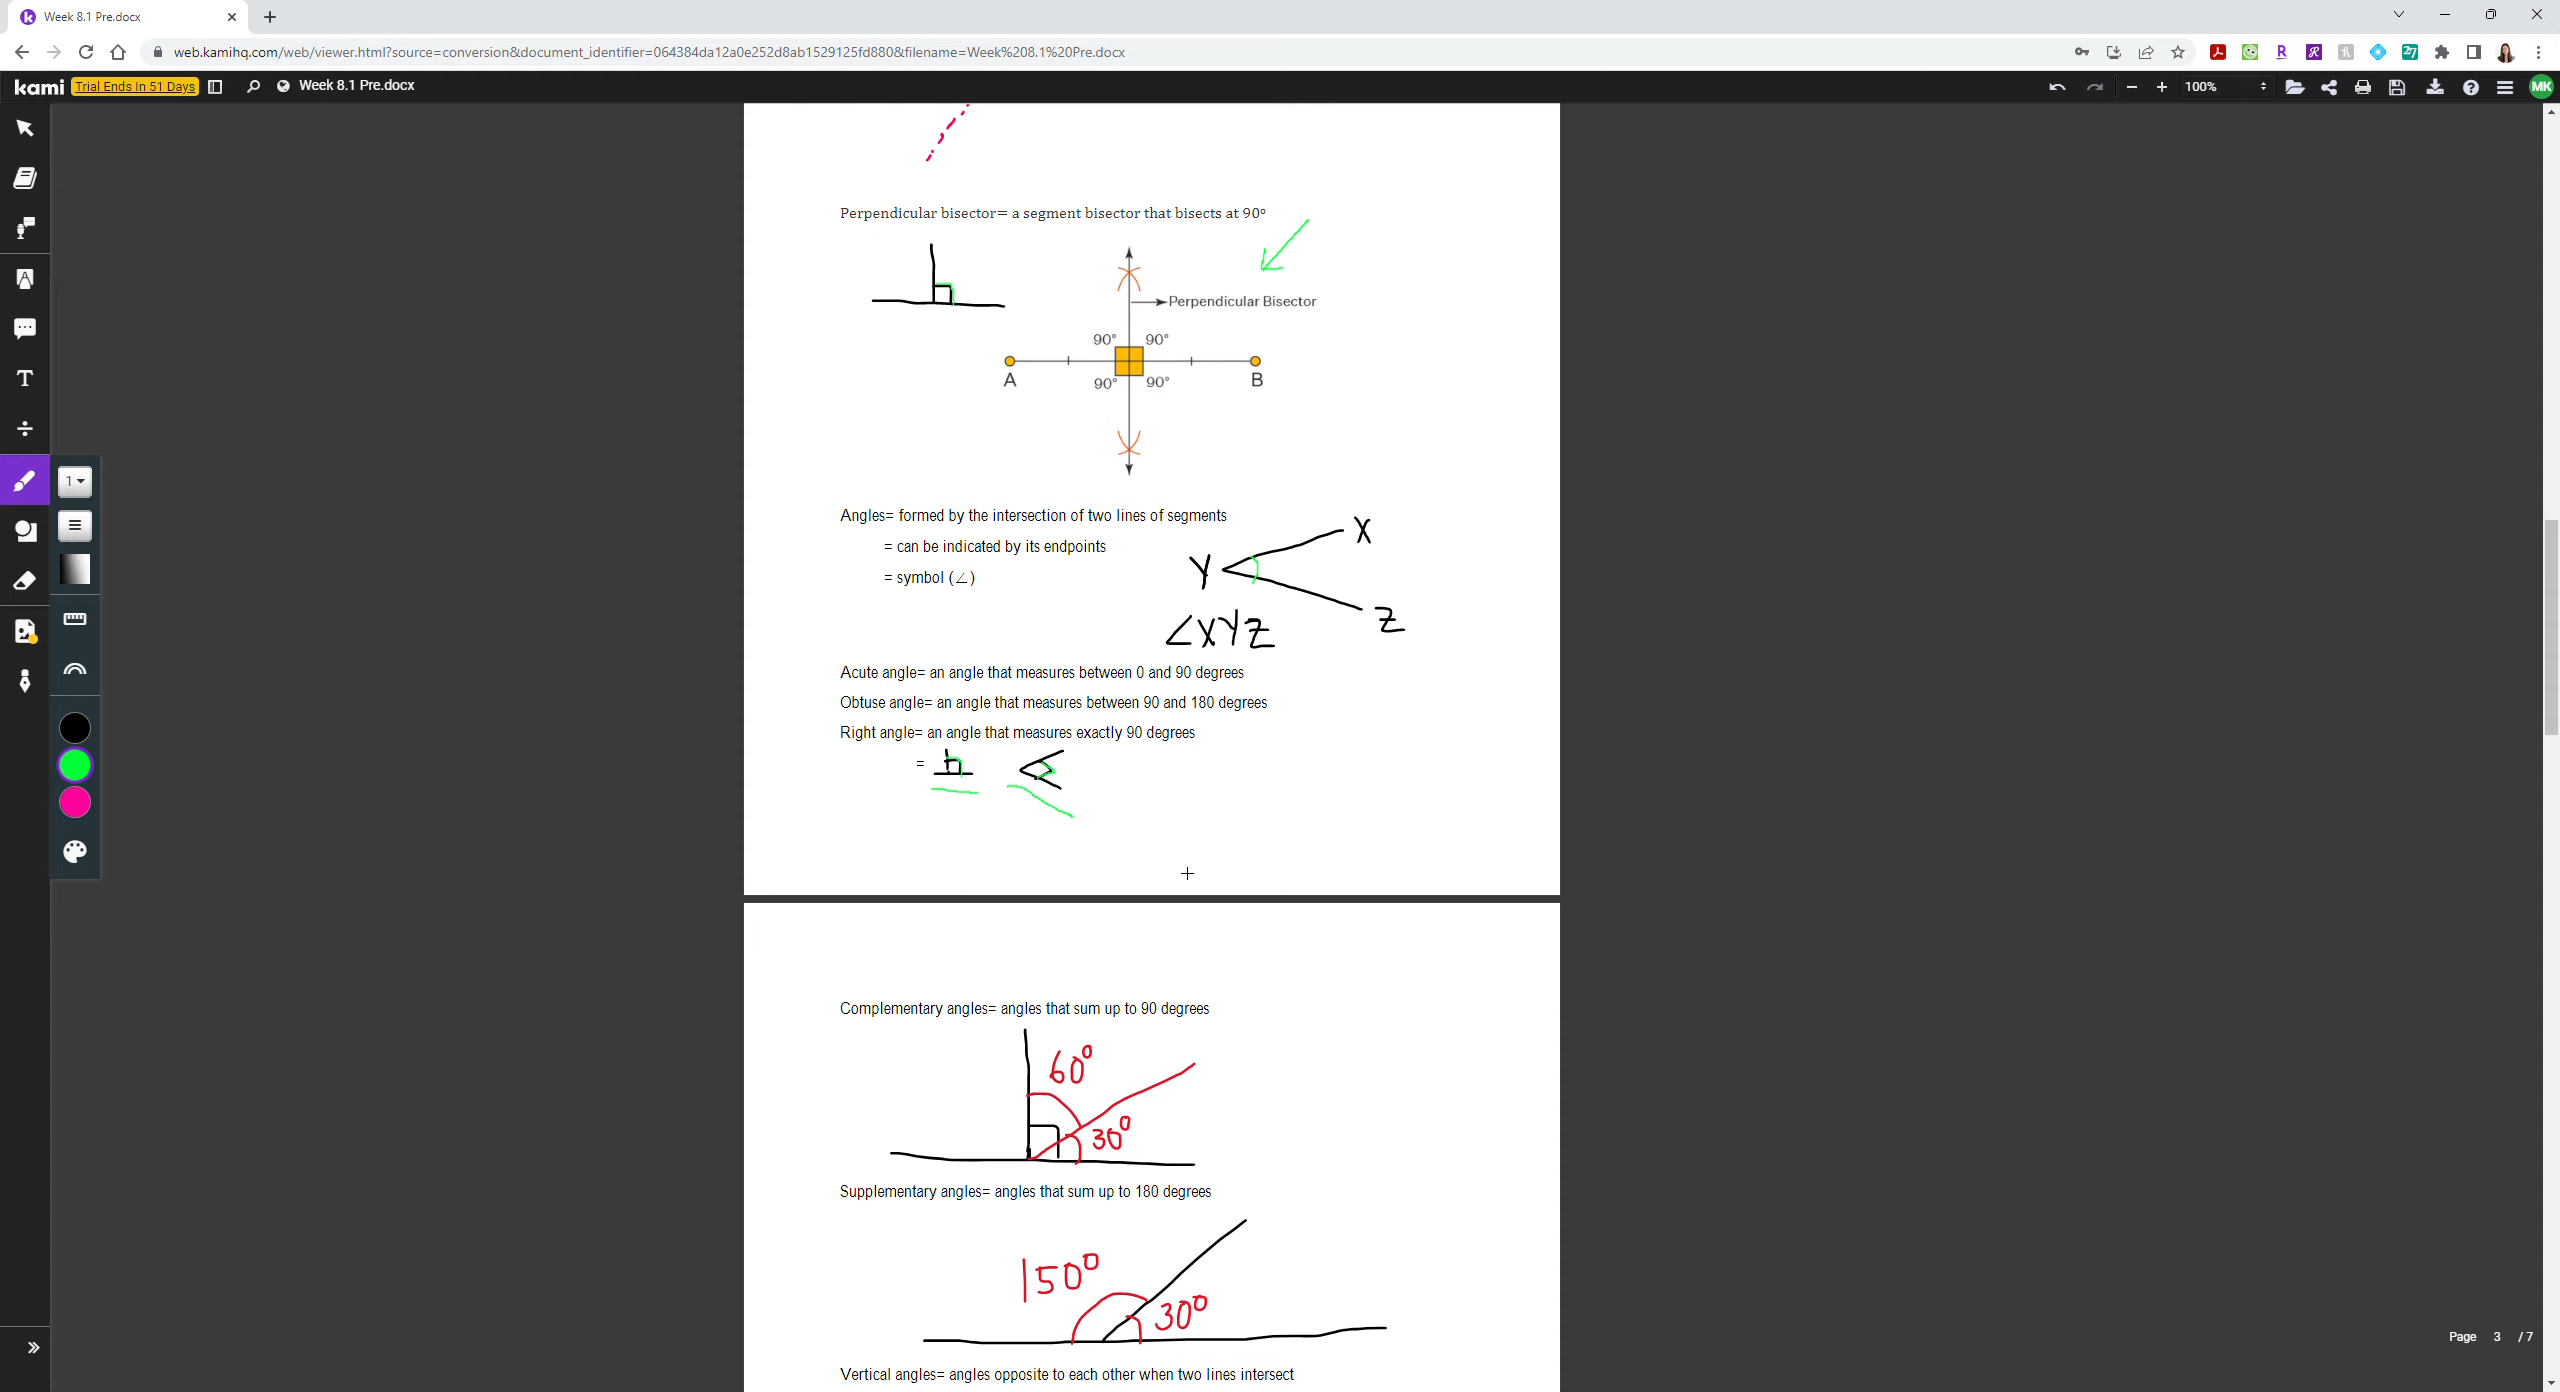 Week 8.1 Pre.docx
web.kamihq.com/web/viewer.html?source=conversion&document_identifier=064384da12a0e252d8ab1529125fd880&filename=Week%208.1%20Pre.docx
kami Trial Ends In 51 Days Week 8.1 Pre.docx 100% MK
Perpendicular bisector= a segment bisector that bisects at 90°
Perpendicular Bisector
90° 90°
90° 90°
A B
Angles= formed by the intersection of two lines of segments
= can be indicated by its endpoints
= symbol (∠)
X
Y
Z
∠XYZ
Acute angle= an angle that measures between 0 and 90 degrees
Obtuse angle= an angle that measures between 90 and 180 degrees
Right angle= an angle that measures exactly 90 degrees
=
1
Complementary angles= angles that sum up to 90 degrees
60°
30°
Supplementary angles= angles that sum up to 180 degrees
150°
30°
Vertical angles= angles opposite to each other when two lines intersect
Page 3 / 7